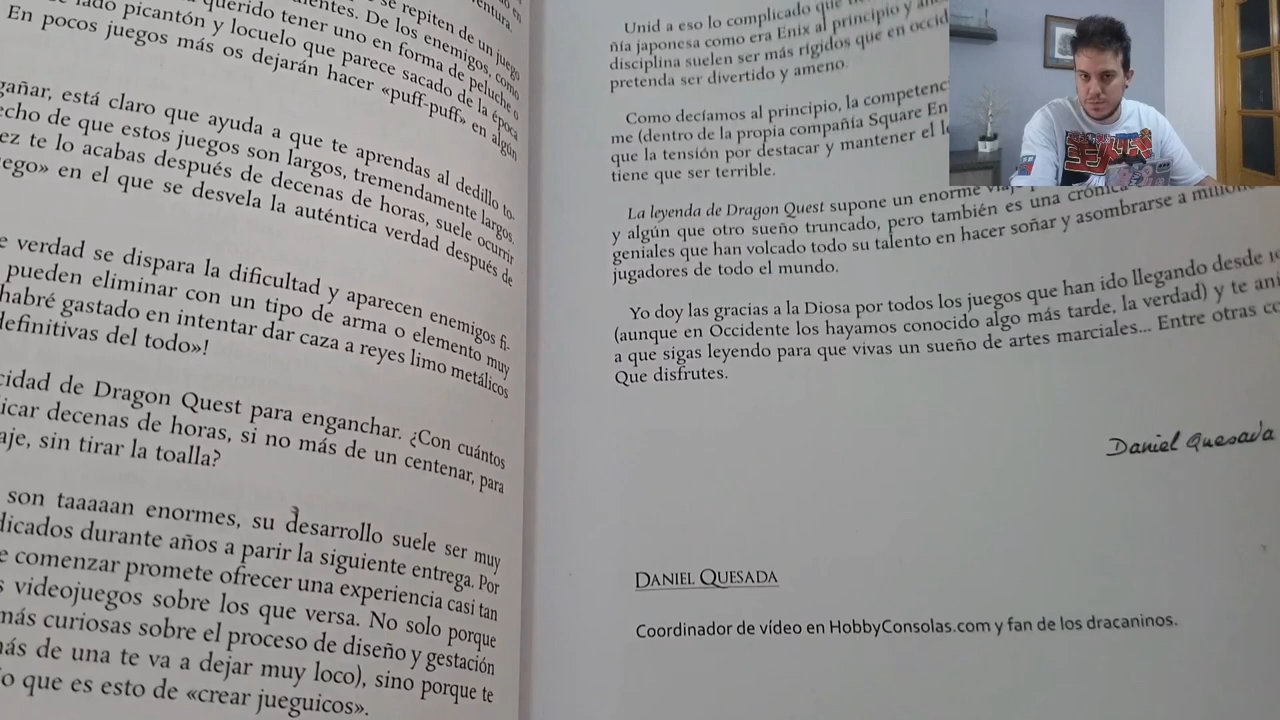 se repiten de un juego
De los enemigos, como
querido tener uno en forma de peluche o
lado picantón y locuelo que parece sacado de la época
En pocos juegos más os dejarán hacer «puff-puff» en algún
está claro que ayuda a que te aprendas al dedillo to-
de que estos juegos son largos, tremendamente largos.
te lo acabas después de decenas de horas, suele ocurrir
en el que se desvela la auténtica verdad después de
verdad se dispara la dificultad y aparecen enemigos fi-
pueden eliminar con un tipo de arma o elemento muy
habré gastado en intentar dar caza a reyes limo metálicos
definitivas del todo»!
de Dragon Quest para enganchar. ¿Con cuántos
decenas de horas, si no más de un centenar, para
sin tirar la toalla?
son taaaaan enormes, su desarrollo suele ser muy
durante años a parir la siguiente entrega. Por
comenzar promete ofrecer una experiencia casi tan
videojuegos sobre los que versa. No solo porque
más curiosas sobre el proceso de diseño y gestación
de una te va a dejar muy loco), sino porque te
que es esto de «crear jueguicos».
Unid a eso lo complicado que
ñía japonesa como era Enix al principio y
disciplina suelen ser más rígidos que en
pretenda ser divertido y ameno.
Como decíamos al principio, la
me (dentro de la propia compañía Square
que la tensión por destacar y mantener el
tiene que ser terrible.
La leyenda de Dragon Quest supone un enorme
y algún que otro sueño truncado, pero también es una crónica
geniales que han volcado todo su talento en hacer soñar y asombrarse a
jugadores de todo el mundo.
Yo doy las gracias a la Diosa por todos los juegos que han ido llegando desde
(aunque en Occidente los hayamos conocido algo más tarde, la verdad) y te
a que sigas leyendo para que vivas un sueño de artes marciales... Entre otras
Que disfrutes.
Daniel Quesada
DANIEL QUESADA
Coordinador de vídeo en HobbyConsolas.com y fan de los dracaninos.